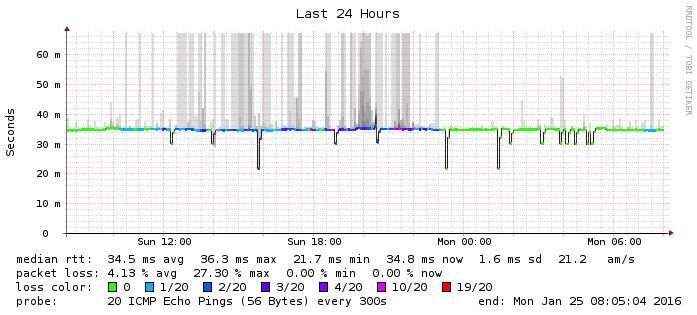 Last 24 Hours
RRDTOOL / TOBI OETIKER
Seconds
60 m
50 m
40 m
30 m
20 m
10 m
0
Sun 12:00 Sun 18:00 Mon 00:00 Mon 06:00
median rtt: 34.5 ms avg 36.3 ms max 21.7 ms min 34.8 ms now 1.6 ms sd 21.2 am/s
packet loss: 4.13 % avg 27.30 % max 0.00 % min 0.00 % now
loss color: 0 1/20 2/20 3/20 4/20 10/20 19/20
probe: 20 ICMP Echo Pings (56 Bytes) every 300s end: Mon Jan 25 08:05:04 2016